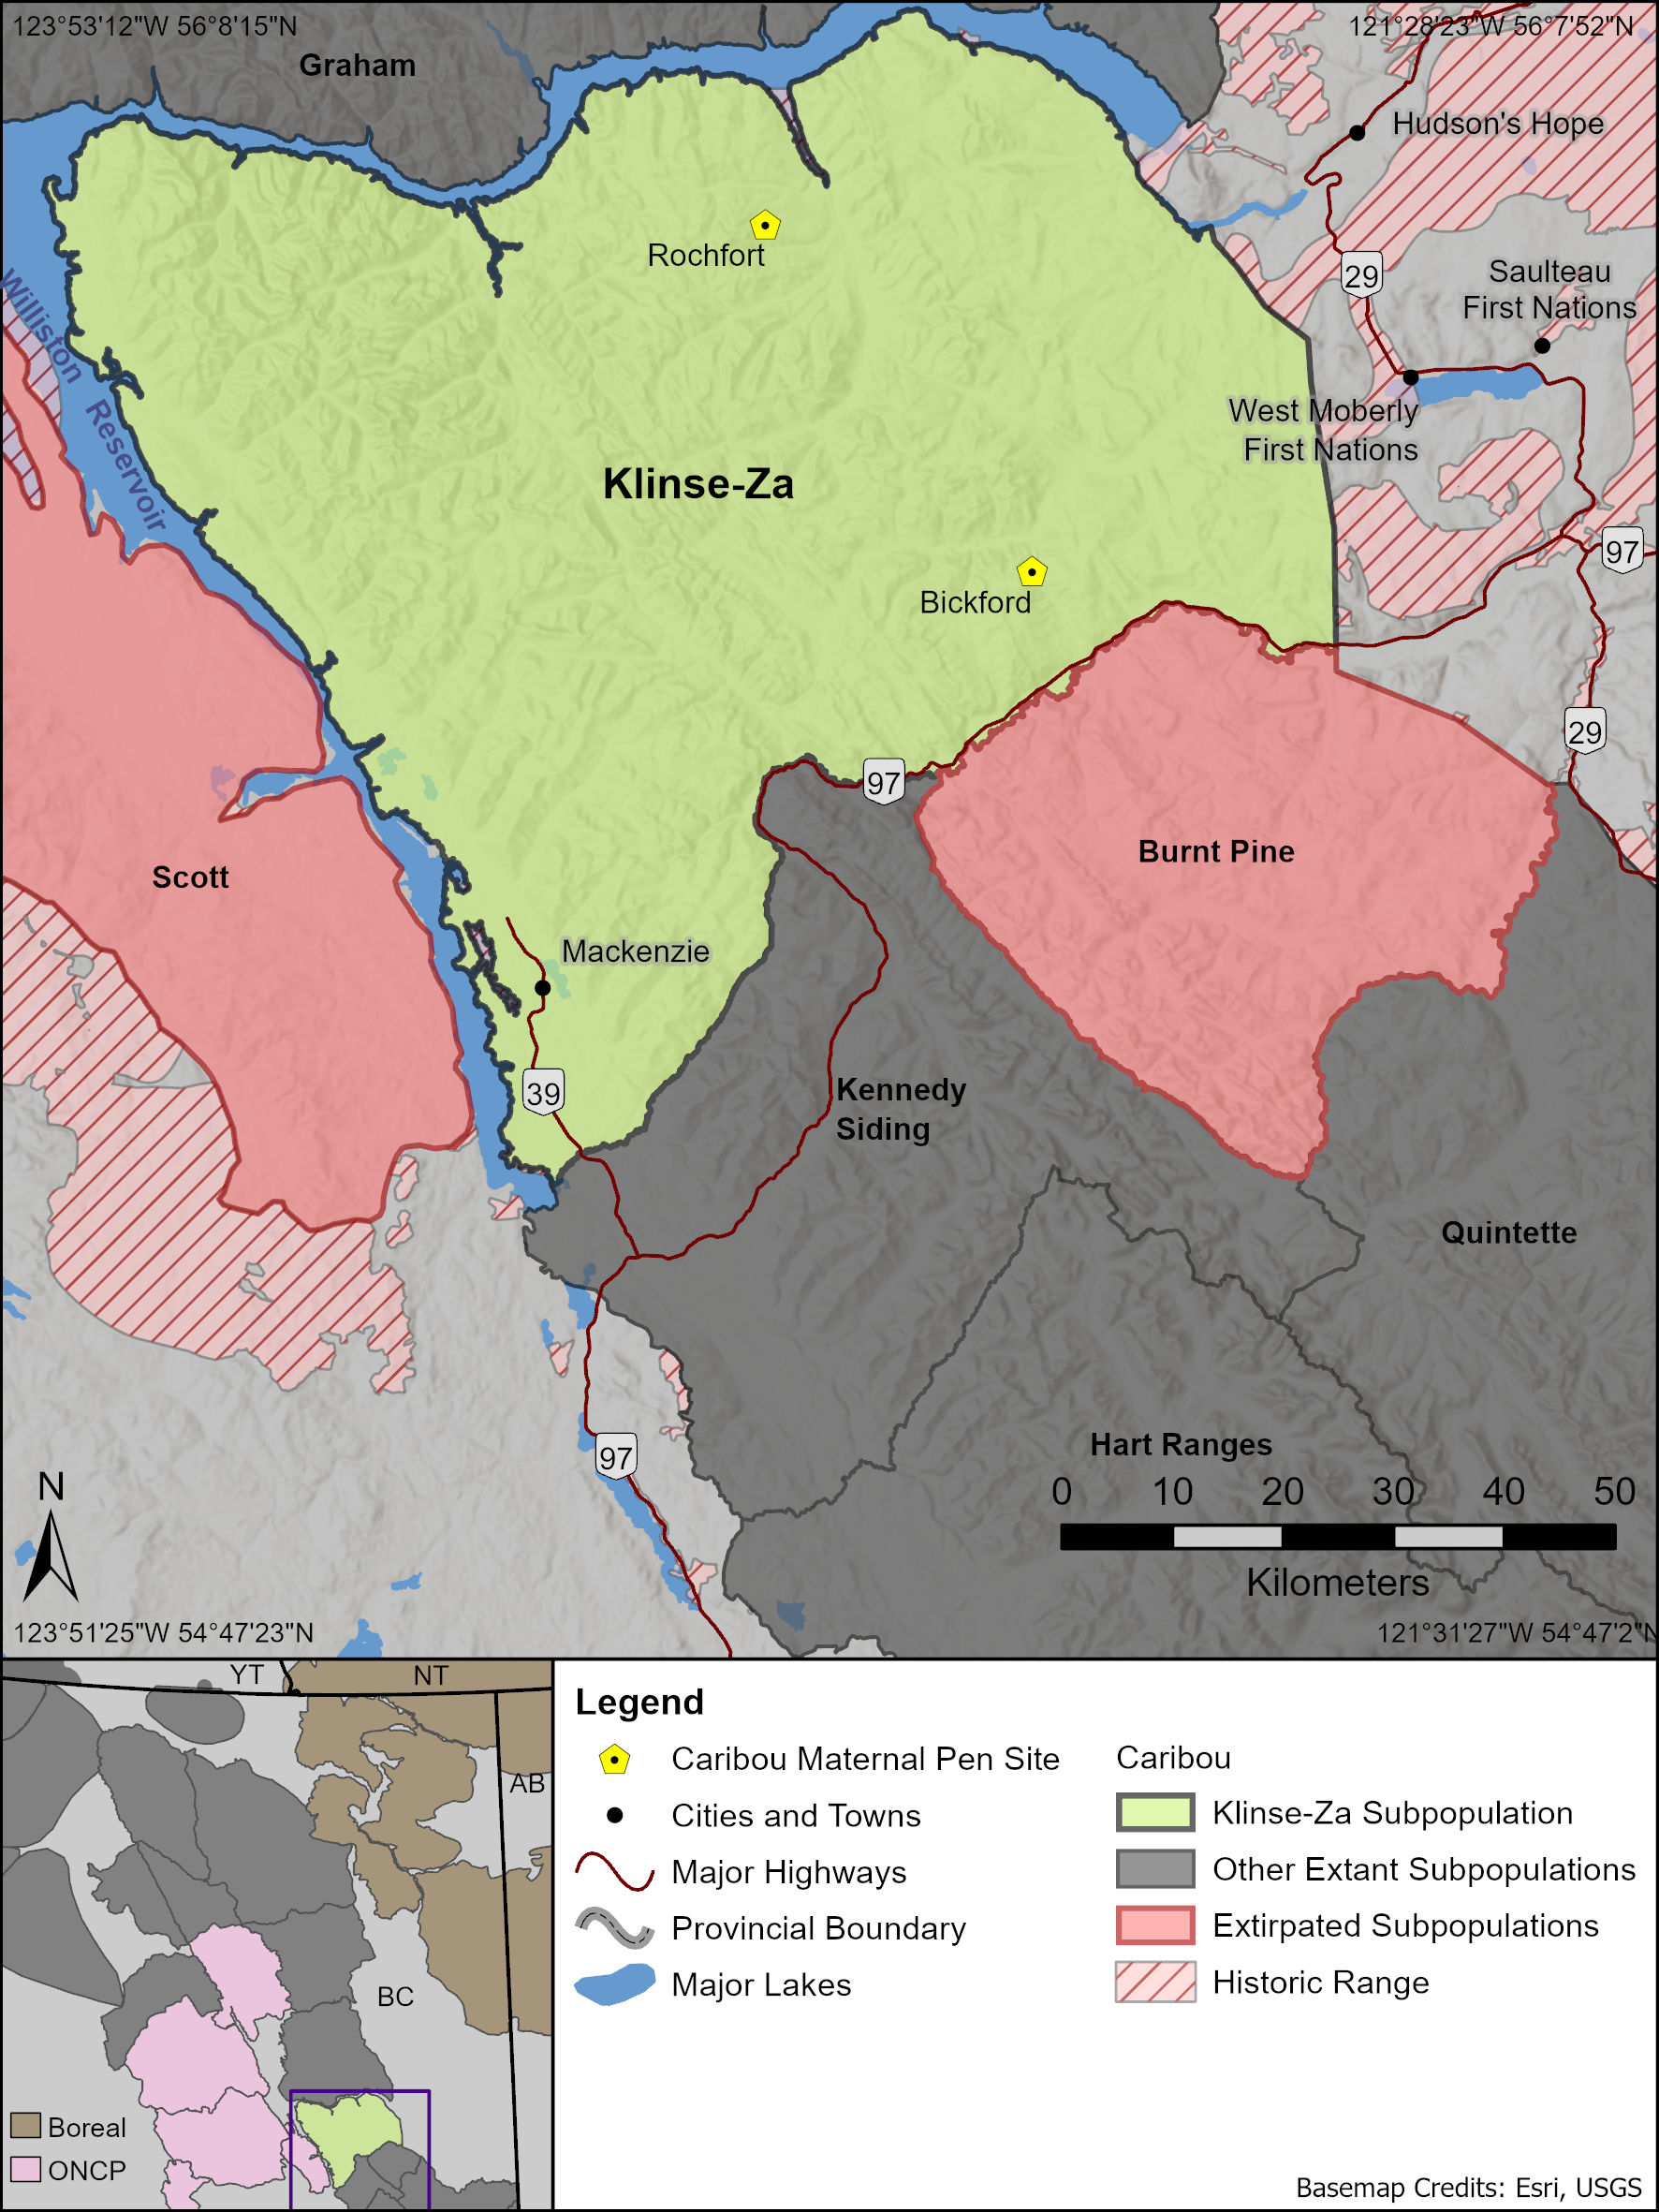 123°53'12"W 56°8'15"N
121°28'23"W 56°7'52"N
Graham
Hudson's Hope
Rochfort
29
Saulteau
First Nations
Williston
Reservoir
West Moberly
First Nations
Klinse-Za
97
Bickford
29
97
Burnt Pine
Scott
Mackenzie
39
Kennedy
Siding
Quintette
Hart Ranges
97
N
0 10 20 30 40 50
Kilometers
123°51'25"W 54°47'23"N
121°31'27"W 54°47'2"N
YT
NT
AB
BC
Boreal
ONCP
Legend
Caribou Maternal Pen Site
Cities and Towns
Major Highways
Provincial Boundary
Major Lakes
Caribou
Klinse-Za Subpopulation
Other Extant Subpopulations
Extirpated Subpopulations
Historic Range
Basemap Credits: Esri, USGS